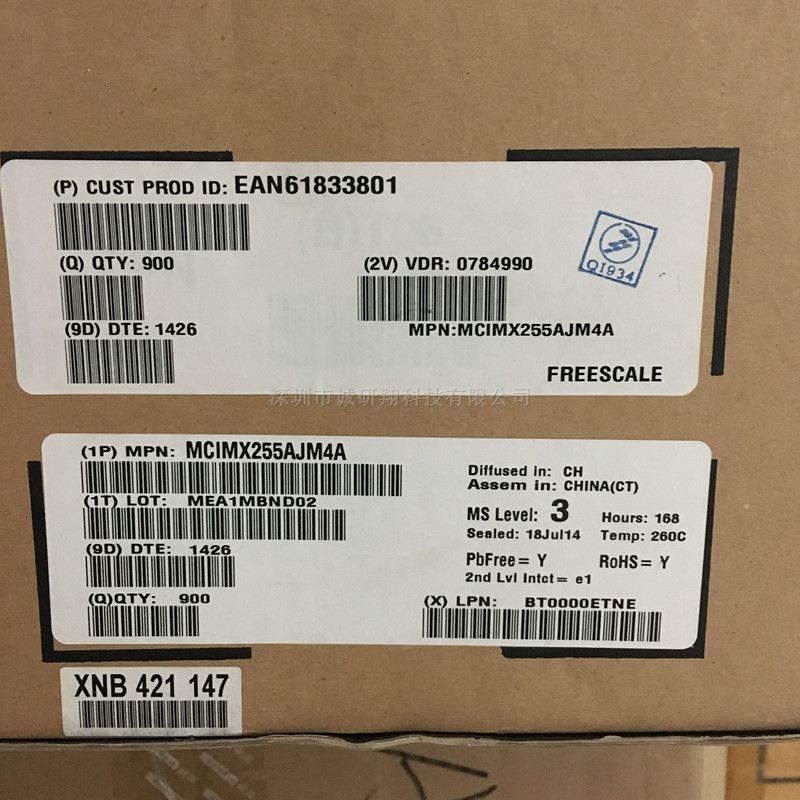 (P) CUST PROD ID: EAN61833801
(Q) QTY: 900
(2V) VDR: 0784990
QI934
(9D) DTE: 1426
MPN:MCIMX255AJM4A
FREESCALE
深圳市诚研翔科技有限公司
(1P) MPN: MCIMX255AJM4A
(1T) LOT: MEA1MBND02
(9D) DTE: 1426
(Q)QTY: 900
Diffused in: CH
Assem in: CHINA(CT)
MS Level: 3 Hours: 168
Sealed: 18Jul14 Temp: 260C
PbFree= Y RoHS= Y
2nd Lvl Intct= e1
(X) LPN: BT0000ETNE
XNB 421 147